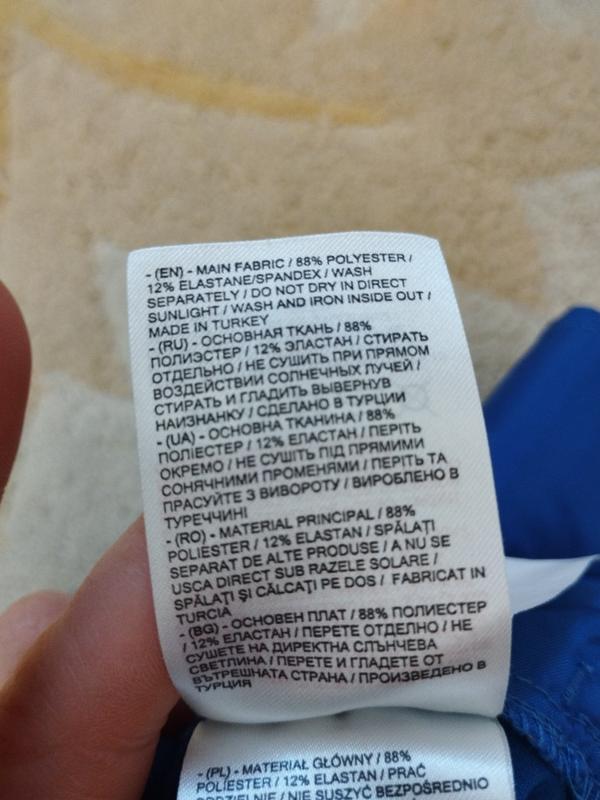 - (EN) - MAIN FABRIC / 88% POLYESTER /
12% ELASTANE/SPANDEX / WASH
SEPARATELY / DO NOT DRY IN DIRECT
SUNLIGHT / WASH AND IRON INSIDE OUT /
MADE IN TURKEY
- (RU) - ОСНОВНАЯ ТКАНЬ / 88%
ПОЛИЭСТЕР / 12% ЭЛАСТАН / СТИРАТЬ
ОТДЕЛЬНО / НЕ СУШИТЬ ПРИ ПРЯМОМ
ВОЗДЕЙСТВИИ СОЛНЕЧНЫХ ЛУЧЕЙ /
СТИРАТЬ И ГЛАДИТЬ ВЫВЕРНУВ
НАИЗНАНКУ / СДЕЛАНО В ТУРЦИИ
- (UA) - ОСНОВНА ТКАНИНА / 88%
ПОЛІЕСТЕР / 12% ЕЛАСТАН / ПЕРІТЬ
ОКРЕМО / НЕ СУШІТЬ ПІД ПРЯМИМИ
СОНЯЧНИМИ ПРОМЕНЯМИ / ПЕРІТЬ ТА
ПРАСУЙТЕ З ВИВОРОТУ / ВИРОБЛЕНО В
ТУРЕЧЧИНІ
- (RO) - MATERIAL PRINCIPAL / 88%
POLIESTER / 12% ELASTAN / SPĂLAȚI
SEPARAT DE ALTE PRODUSE / A NU SE
USCA DIRECT SUB RAZELE SOLARE /
SPĂLAȚI ȘI CĂLCAȚI PE DOS / FABRICAT IN
TURCIA
- (BG) - ОСНОВЕН ПЛАТ / 88% ПОЛИЕСТЕР
/ 12% ЕЛАСТАН / ПЕРЕТЕ ОТДЕЛНО / НЕ
СУШЕТЕ НА ДИРЕКТНА СЛЪНЧЕВА
СВЕТЛИНА / ПЕРЕТЕ И ГЛАДЕТЕ ОТ
ВЪТРЕШНАТА СТРАНА / ПРОИЗВЕДЕНО В
ТУРЦИЯ
- (PL) - MATERIAŁ GŁÓWNY / 88%
POLIESTER / 12% ELASTAN / PRAĆ
ODDZIELNIE / NIE SUSZYĆ BEZPOŚREDNIO